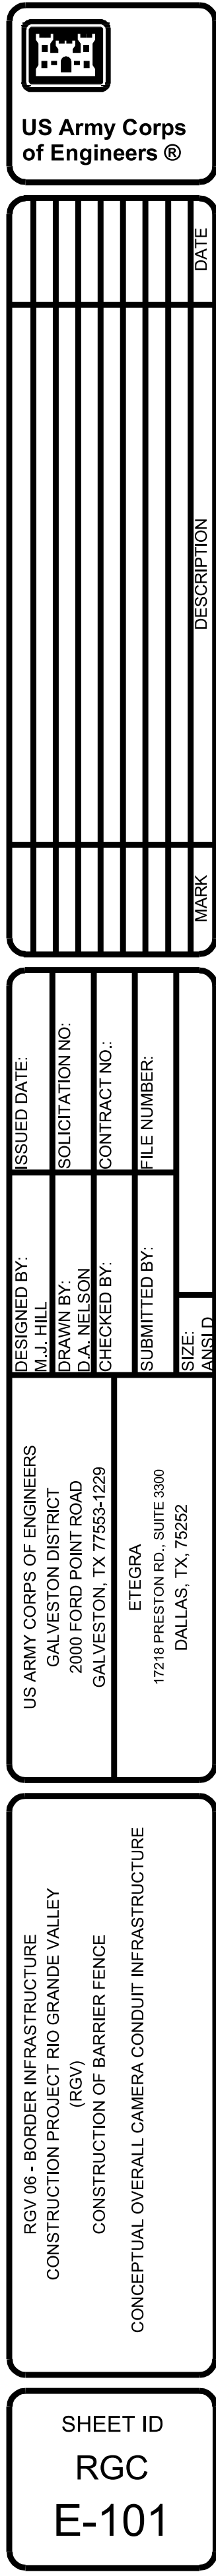 US Army Corps
of Engineers ®
DATE
DESCRIPTION
MARK
ISSUED DATE:
SOLICITATION NO:
CONTRACT NO.:
FILE NUMBER:
DESIGNED BY:
M.J. HILL
DRAWN BY:
D.A. NELSON
CHECKED BY:
SUBMITTED BY:
SIZE:
ANSI D
US ARMY CORPS OF ENGINEERS
GALVESTON DISTRICT
2000 FORD POINT ROAD
GALVESTON, TX 77553-1229
ETEGRA
17218 PRESTON RD., SUITE 3300
DALLAS, TX, 75252
RGV 06 - BORDER INFRASTRUCTURE
CONSTRUCTION PROJECT RIO GRANDE VALLEY
(RGV)
CONSTRUCTION OF BARRIER FENCE
CONCEPTUAL OVERALL CAMERA CONDUIT INFRASTRUCTURE
SHEET ID
RGC
E-101